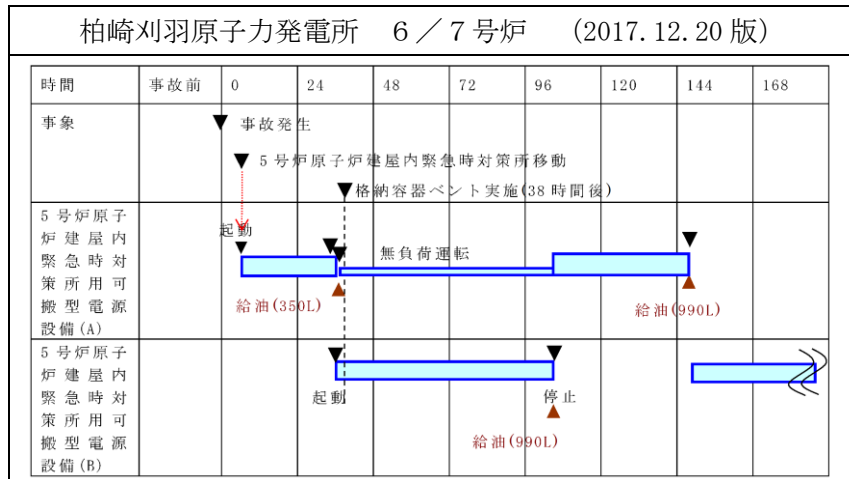 柏崎刈羽原子力発電所　６／７号炉　（2017.12.20 版）
時間 事故前 0 24 48 72 96 120 144 168
事象
事故発生
5 号炉原子炉建屋内緊急時対策所移動
格納容器ベント実施(38 時間後)
5 号炉原子
炉建屋内
緊急時対
策所用可
搬型電源
設備(A)
起動
無負荷運転
給油(350L)
給油(990L)
5 号炉原子
炉建屋内
緊急時対
策所用可
搬型電源
設備(B)
起動
停止
給油(990L)